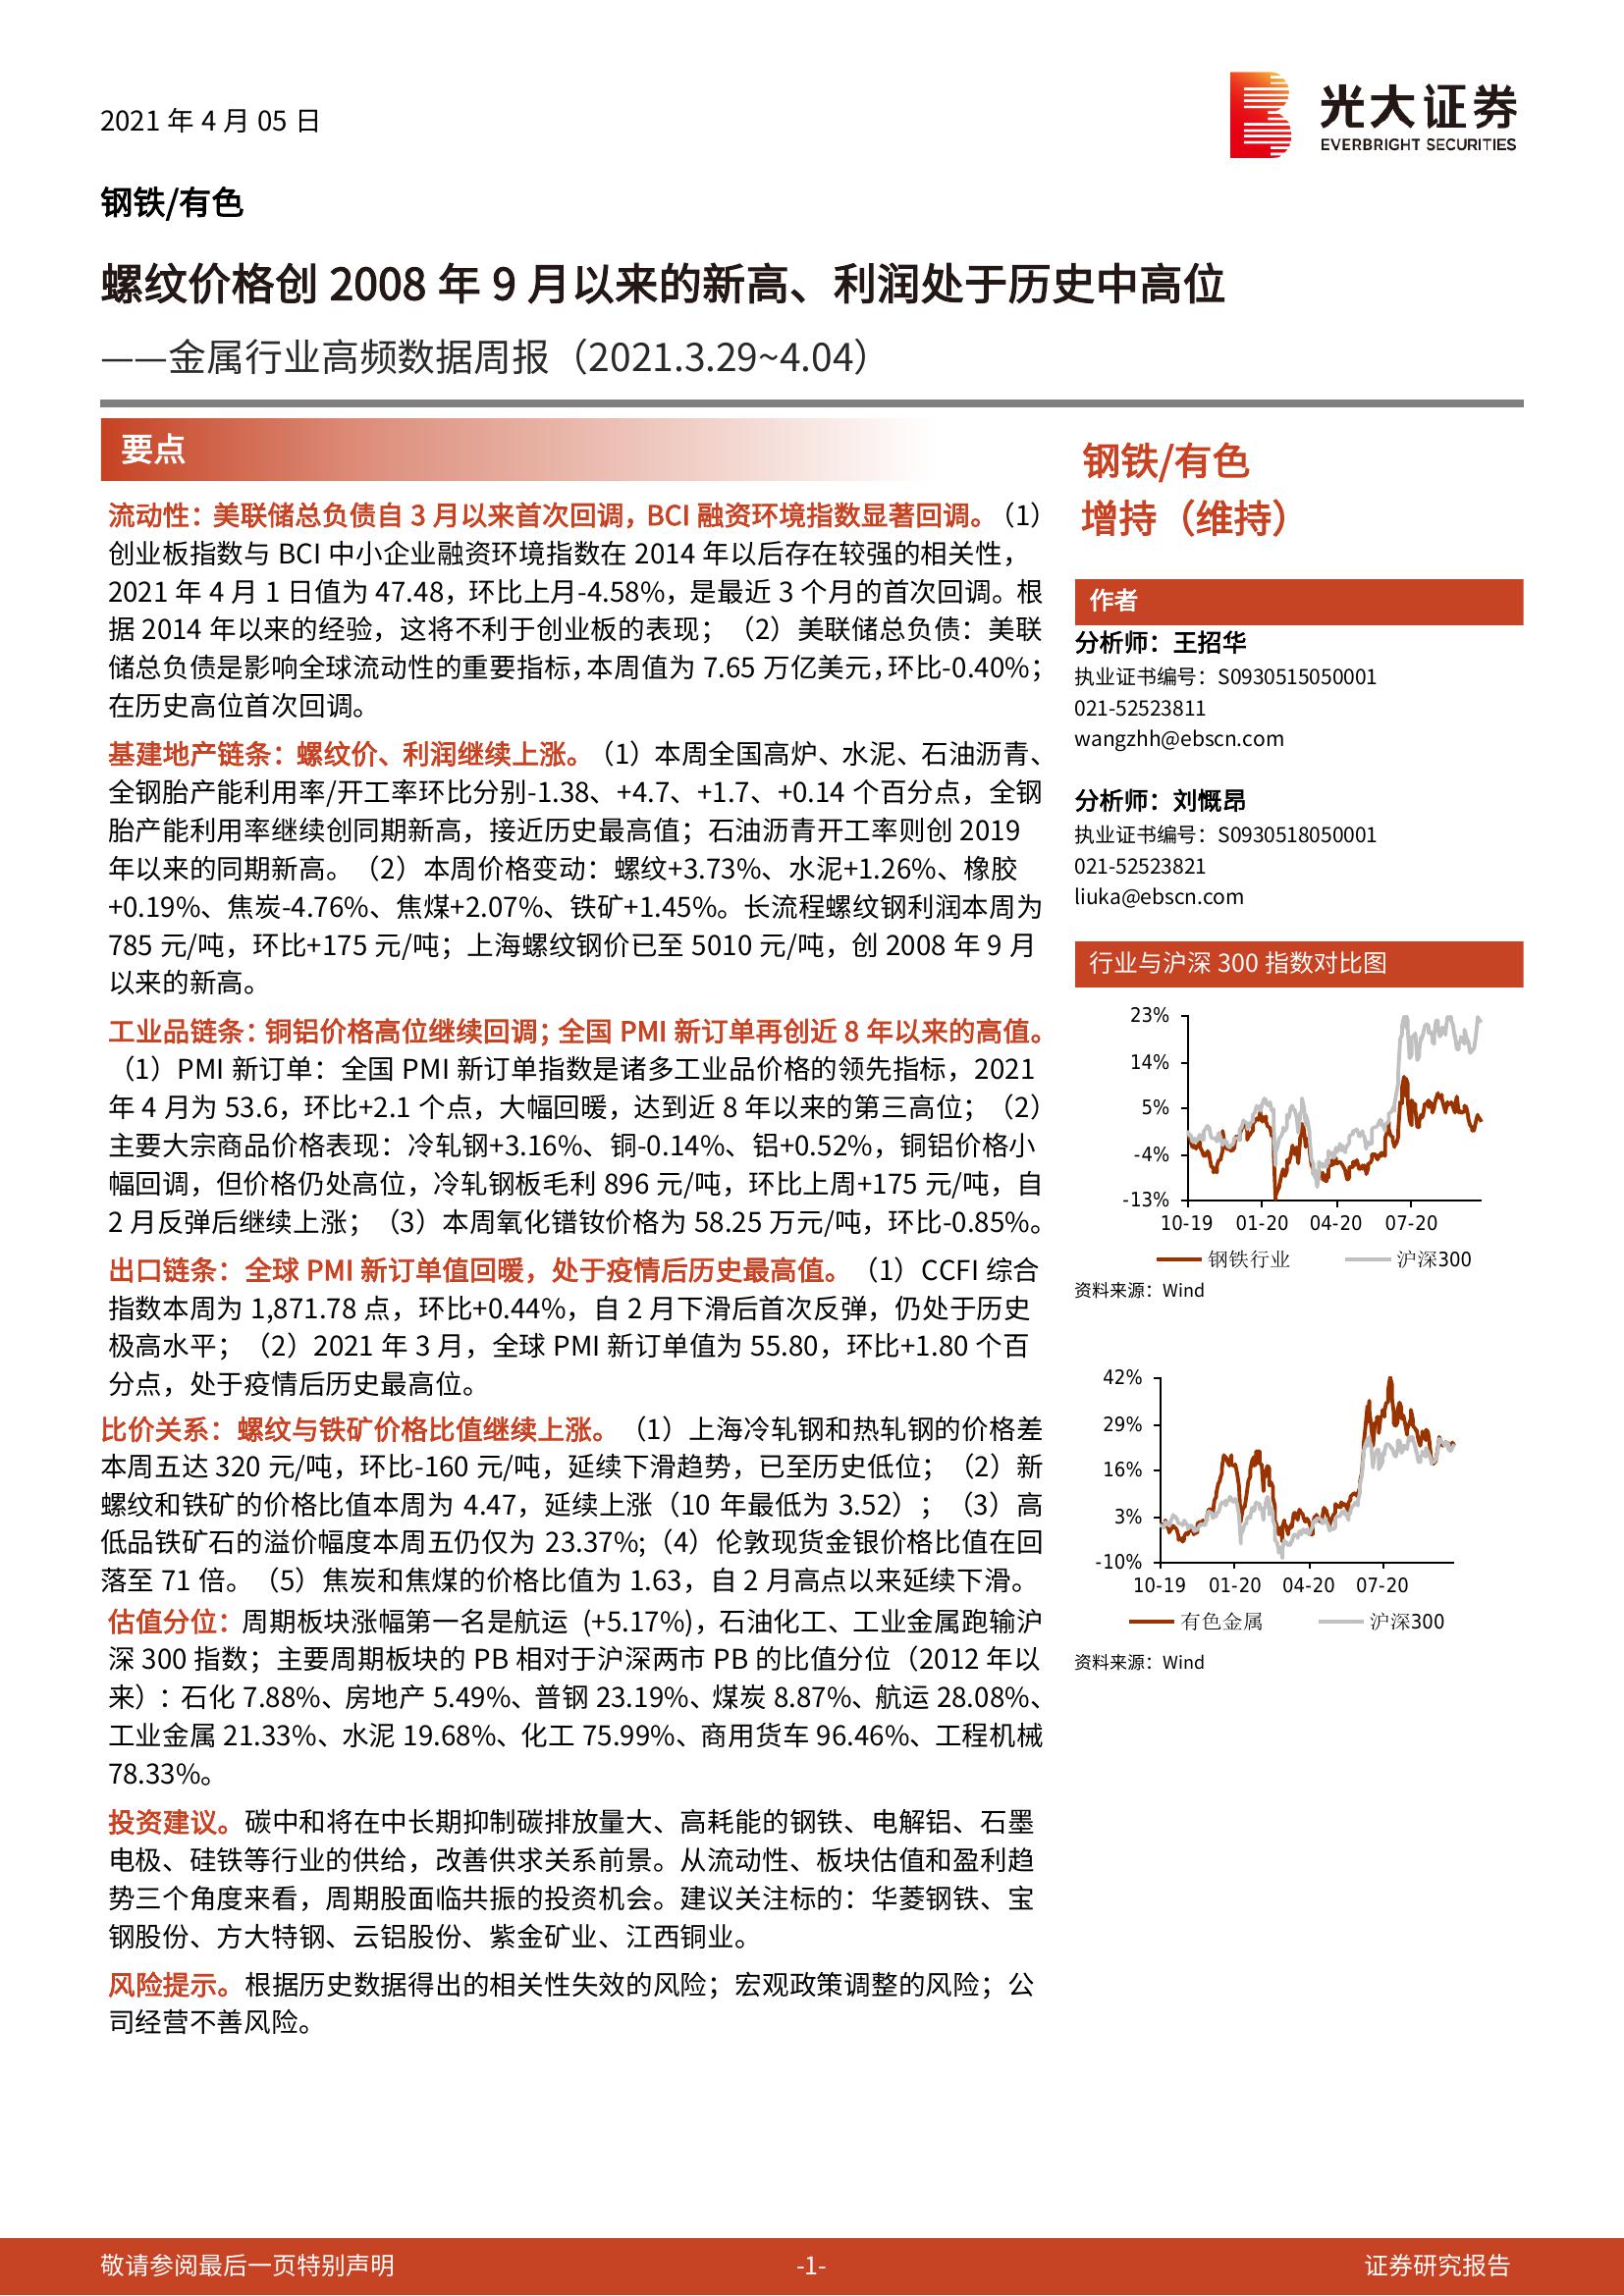 2021 年 4 月 05 日
光大证券
EVERBRIGHT SECURITIES
钢铁/有色
螺纹价格创 2008 年 9 月以来的新高、利润处于历史中高位
——金属行业高频数据周报（2021.3.29~4.04）
要点
流动性：美联储总负债自 3 月以来首次回调，BCI 融资环境指数显著回调。（1）
创业板指数与 BCI 中小企业融资环境指数在 2014 年以后存在较强的相关性，
2021 年 4 月 1 日值为 47.48，环比上月-4.58%，是最近 3 个月的首次回调。根
据 2014 年以来的经验，这将不利于创业板的表现；（2）美联储总负债：美联
储总负债是影响全球流动性的重要指标，本周值为 7.65 万亿美元，环比-0.40%；
在历史高位首次回调。
基建地产链条：螺纹价、利润继续上涨。（1）本周全国高炉、水泥、石油沥青、
全钢胎产能利用率/开工率环比分别-1.38、+4.7、+1.7、+0.14 个百分点，全钢
胎产能利用率继续创同期新高，接近历史最高值；石油沥青开工率则创 2019
年以来的同期新高。（2）本周价格变动：螺纹+3.73%、水泥+1.26%、橡胶
+0.19%、焦炭-4.76%、焦煤+2.07%、铁矿+1.45%。长流程螺纹钢利润本周为
785 元/吨，环比+175 元/吨；上海螺纹钢价已至 5010 元/吨，创 2008 年 9 月
以来的新高。
工业品链条：铜铝价格高位继续回调；全国 PMI 新订单再创近 8 年以来的高值。
（1）PMI 新订单：全国 PMI 新订单指数是诸多工业品价格的领先指标，2021
年 4 月为 53.6，环比+2.1 个点，大幅回暖，达到近 8 年以来的第三高位；（2）
主要大宗商品价格表现：冷轧钢+3.16%、铜-0.14%、铝+0.52%，铜铝价格小
幅回调，但价格仍处高位，冷轧钢板毛利 896 元/吨，环比上周+175 元/吨，自
2 月反弹后继续上涨；（3）本周氧化镨钕价格为 58.25 万元/吨，环比-0.85%。
出口链条：全球 PMI 新订单值回暖，处于疫情后历史最高值。（1）CCFI 综合
指数本周为 1,871.78 点，环比+0.44%，自 2 月下滑后首次反弹，仍处于历史
极高水平；（2）2021 年 3 月，全球 PMI 新订单值为 55.80，环比+1.80 个百
分点，处于疫情后历史最高位。
比价关系：螺纹与铁矿价格比值继续上涨。（1）上海冷轧钢和热轧钢的价格差
本周五达 320 元/吨，环比-160 元/吨，延续下滑趋势，已至历史低位；（2）新
螺纹和铁矿的价格比值本周为 4.47，延续上涨（10 年最低为 3.52）；（3）高
低品铁矿石的溢价幅度本周五仍仅为 23.37%;（4）伦敦现货金银价格比值在回
落至 71 倍。（5）焦炭和焦煤的价格比值为 1.63，自 2 月高点以来延续下滑。
估值分位：周期板块涨幅第一名是航运 (+5.17%)，石油化工、工业金属跑输沪
深 300 指数；主要周期板块的 PB 相对于沪深两市 PB 的比值分位（2012 年以
来）：石化 7.88%、房地产 5.49%、普钢 23.19%、煤炭 8.87%、航运 28.08%、
工业金属 21.33%、水泥 19.68%、化工 75.99%、商用货车 96.46%、工程机械
78.33%。
投资建议。碳中和将在中长期抑制碳排放量大、高耗能的钢铁、电解铝、石墨
电极、硅铁等行业的供给，改善供求关系前景。从流动性、板块估值和盈利趋
势三个角度来看，周期股面临共振的投资机会。建议关注标的：华菱钢铁、宝
钢股份、方大特钢、云铝股份、紫金矿业、江西铜业。
风险提示。根据历史数据得出的相关性失效的风险；宏观政策调整的风险；公
司经营不善风险。
钢铁/有色
增持（维持）
作者
分析师：王招华
执业证书编号：S0930515050001
021-52523811
wangzhh@ebscn.com
分析师：刘慨昂
执业证书编号：S0930518050001
021-52523821
liuka@ebscn.com
行业与沪深 300 指数对比图
23%
14%
5%
-4%
-13%
10-19 01-20 04-20 07-20
钢铁行业 沪深300
资料来源：Wind
42%
29%
16%
3%
-10%
10-19 01-20 04-20 07-20
有色金属 沪深300
资料来源：Wind
敬请参阅最后一页特别声明 -1- 证券研究报告